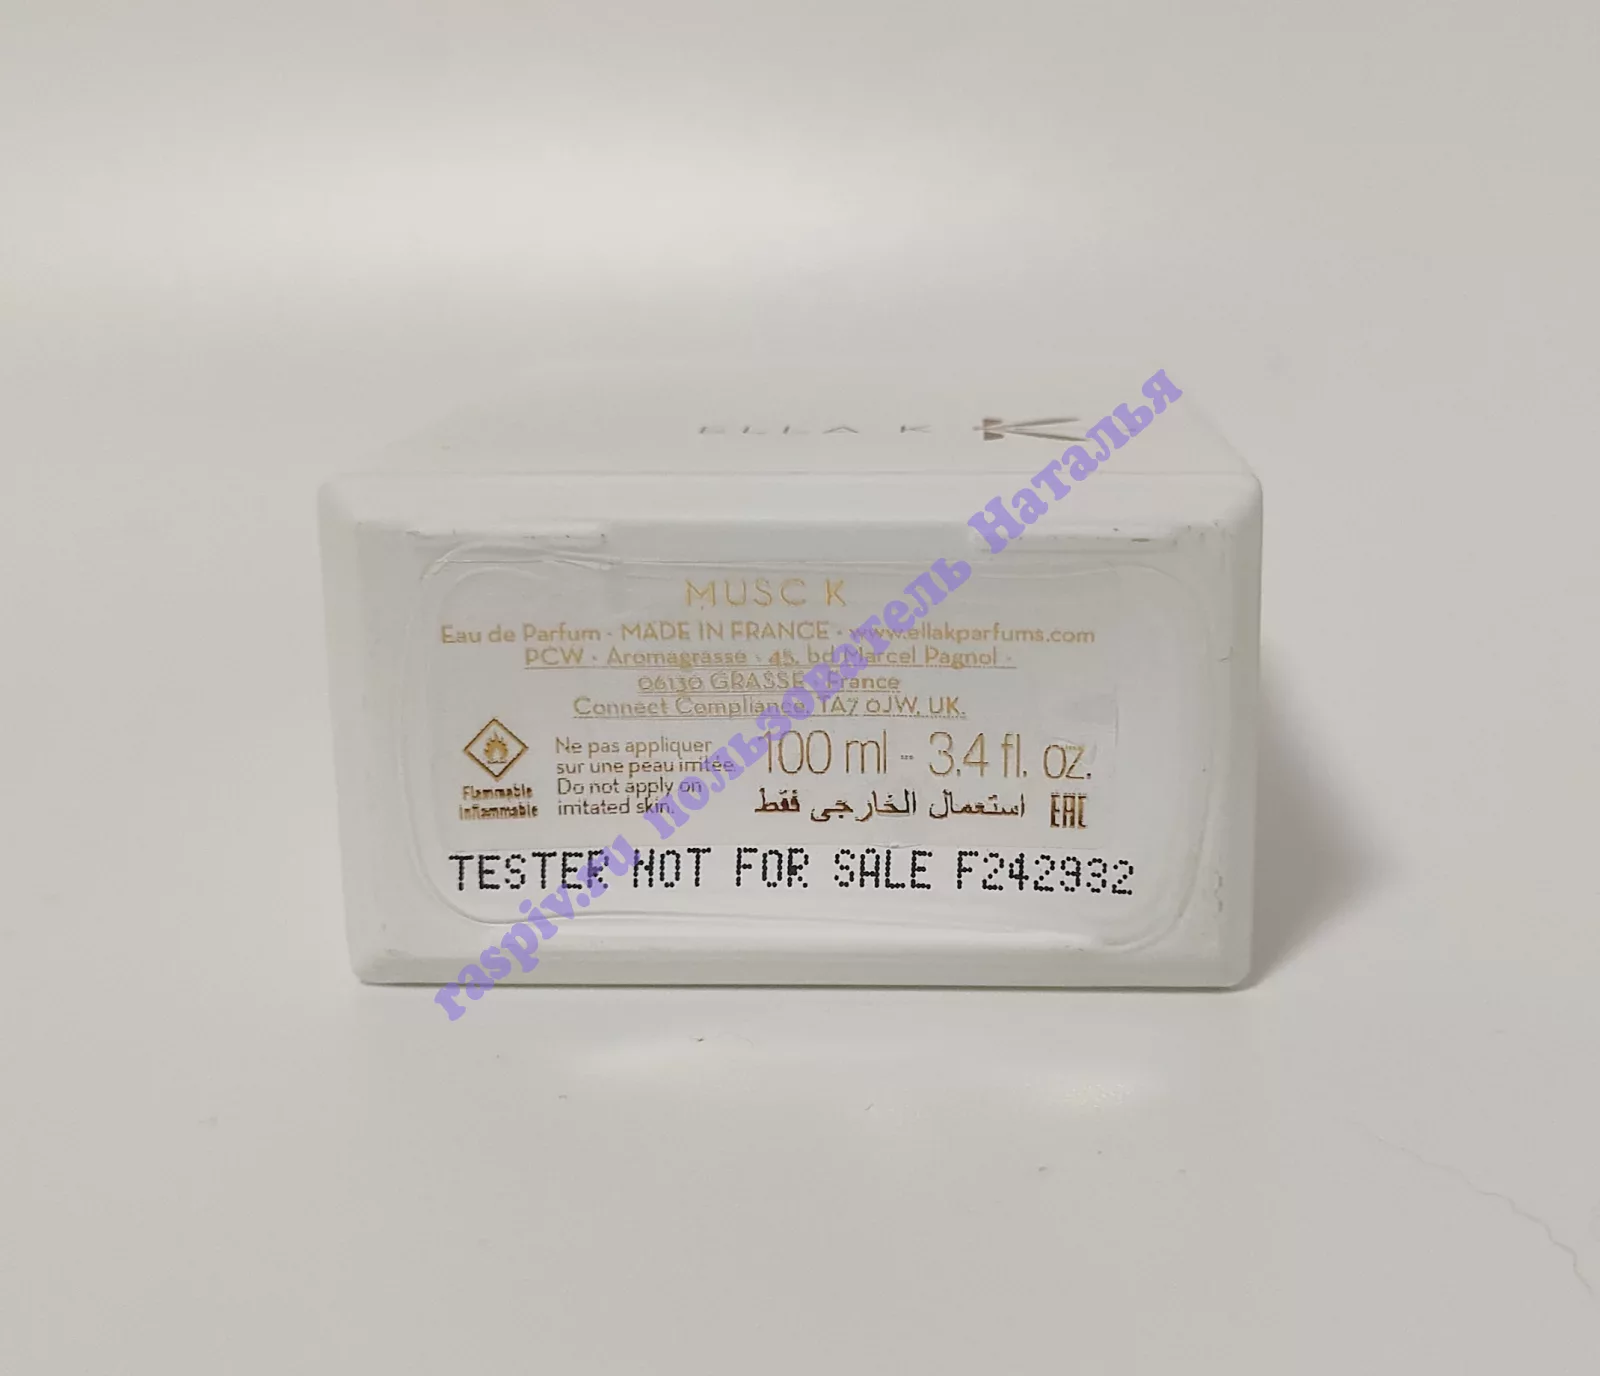 ELLA K
MUSC K
Eau de Parfum · MADE IN FRANCE · www.ellakparfums.com
PCW · Aromagrasse · 45, bd Marcel Pagnol ·
06130 GRASSE · France
Connect Compliance, TA7 0JW, UK.
Flammable
Inflammable
Ne pas appliquer
sur une peau irritée.
Do not apply on
irritated skin.
100 ml - 3.4 fl. oz.
استعمال الخارجي فقط
EAC
TESTER NOT FOR SALE F242932
raspiv.ru пользователь Наталья